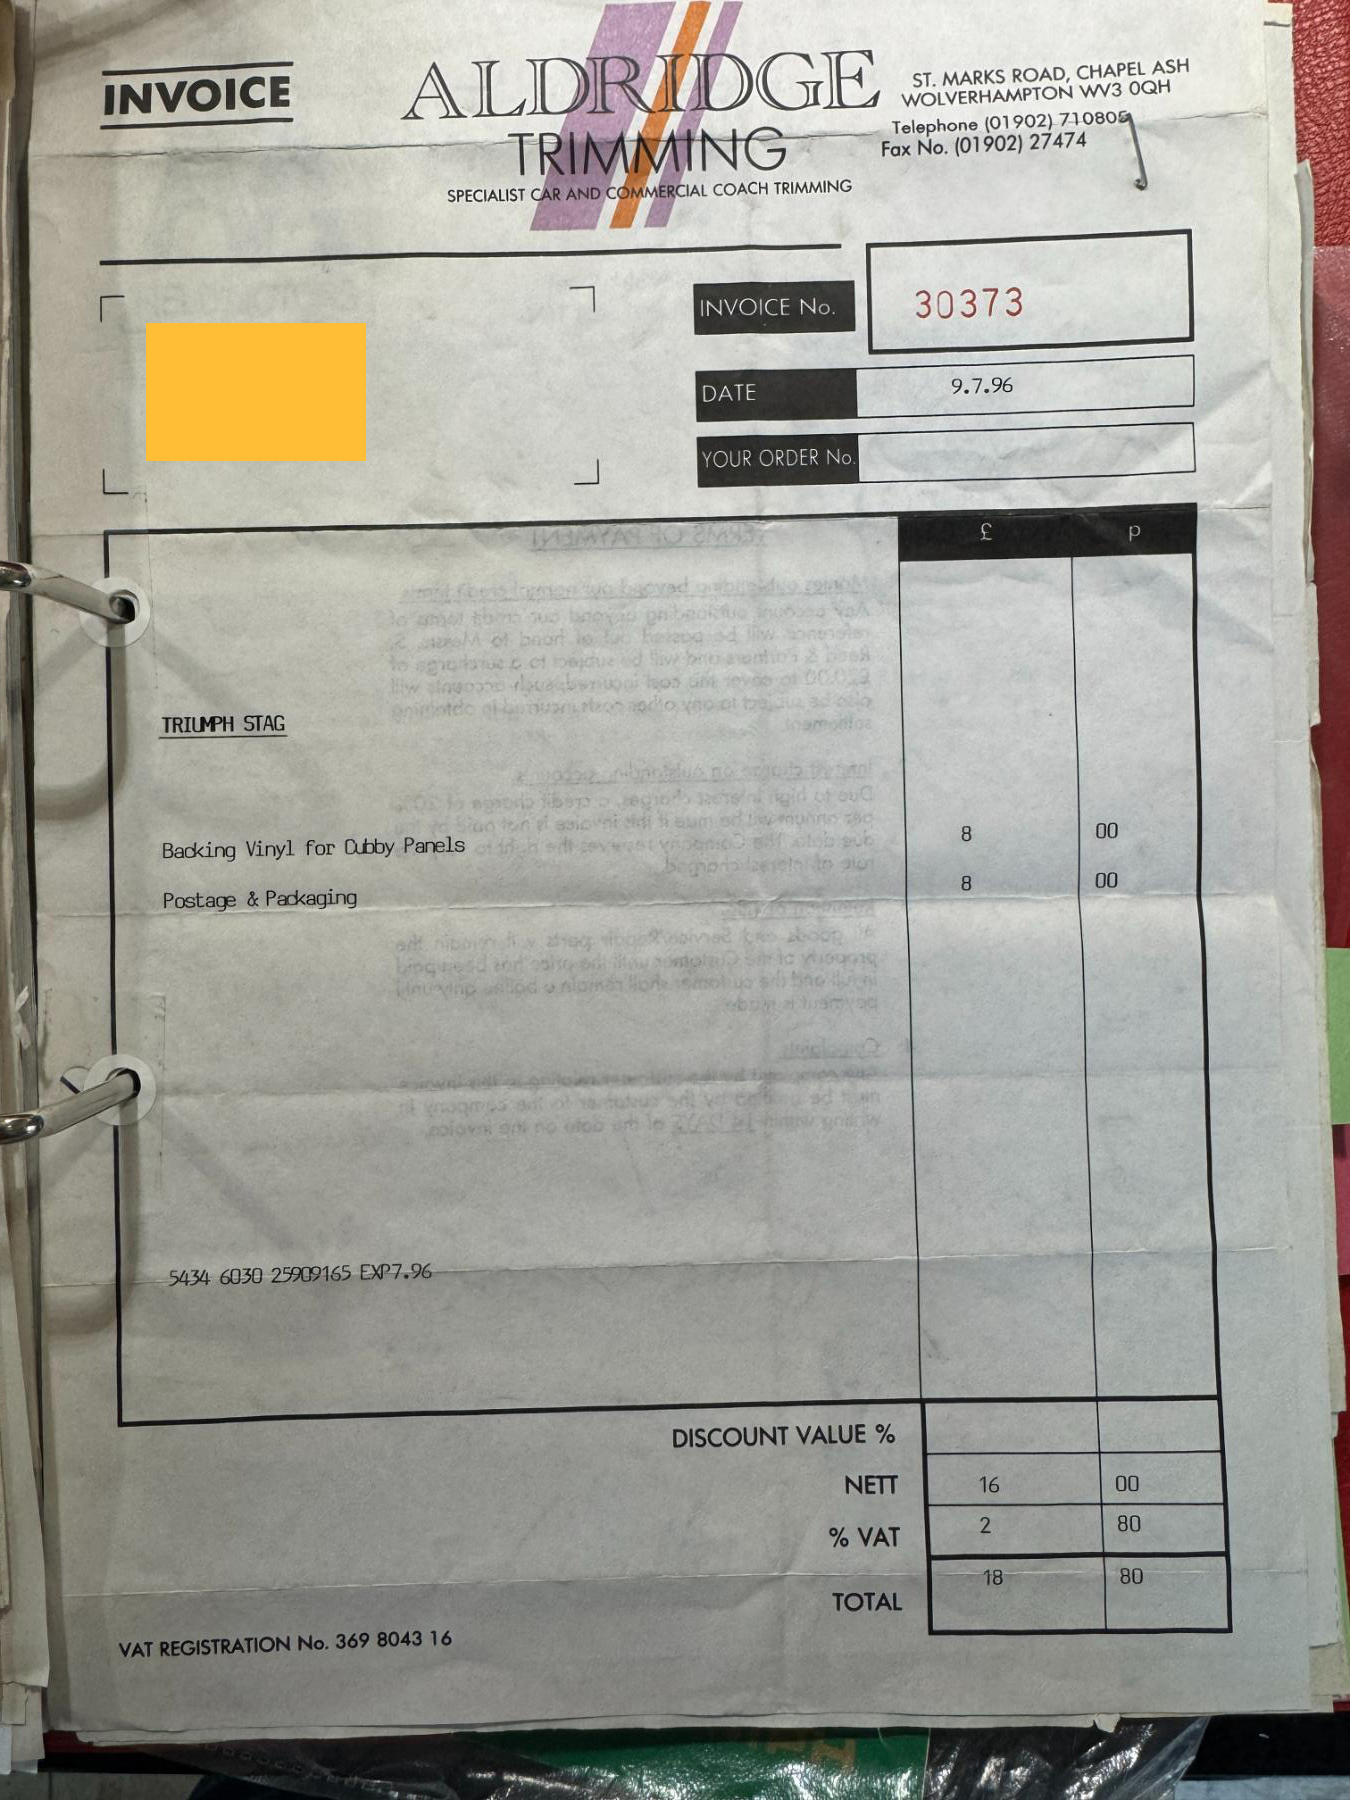 INVOICE
ALDRIDGE
TRIMMING
SPECIALIST CAR AND COMMERCIAL COACH TRIMMING
ST. MARKS ROAD, CHAPEL ASH
WOLVERHAMPTON WV3 0QH
Telephone (01902) 710805
Fax No. (01902) 27474
INVOICE No. 30373
DATE 9.7.96
YOUR ORDER No.
£ p
TRIUMPH STAG
Backing Vinyl for Cubby Panels 8 00
Postage & Packaging 8 00
5434 6030 25909165 EXP7.96
DISCOUNT VALUE %
NETT 16 00
% VAT 2 80
TOTAL 18 80
VAT REGISTRATION No. 369 8043 16